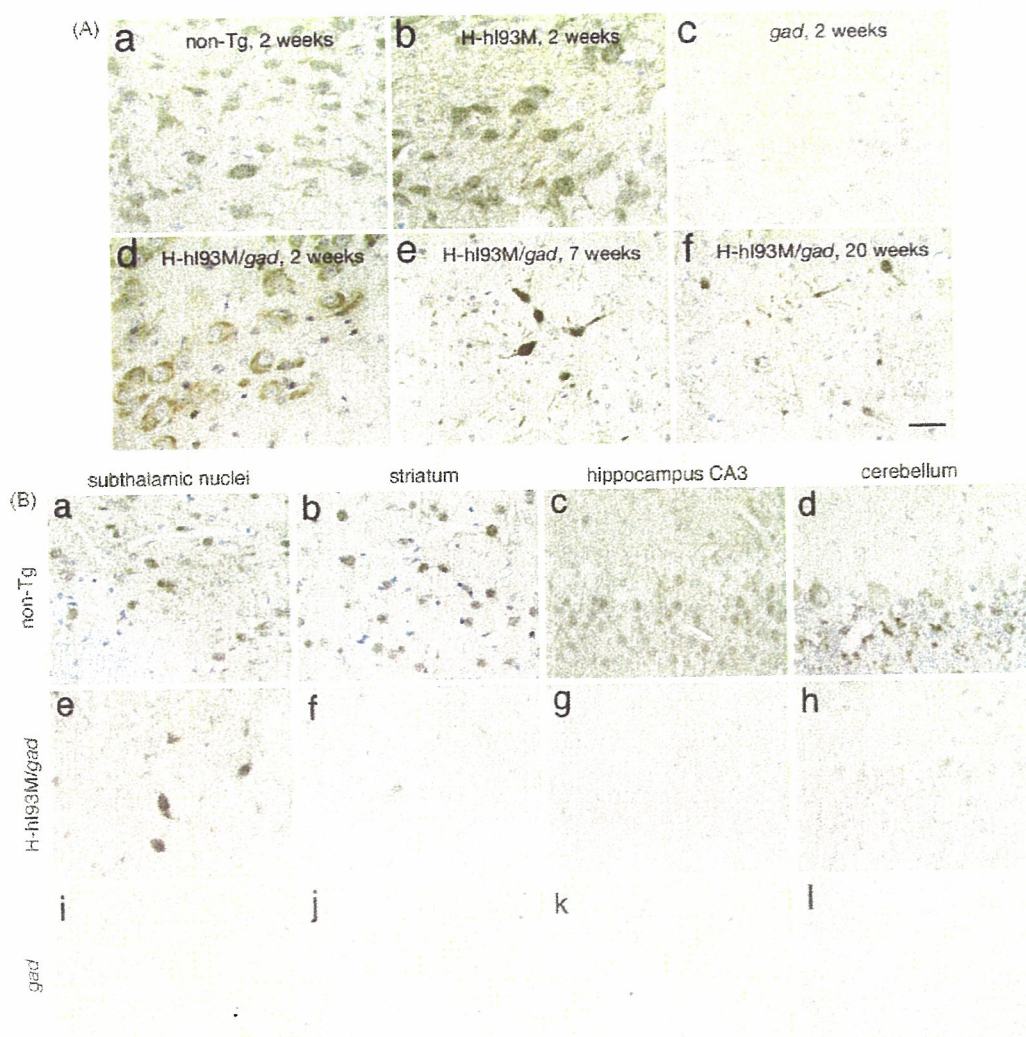 (A)
a non-Tg, 2 weeks
b H-hI93M, 2 weeks
c gad, 2 weeks
d H-hI93M/gad, 2 weeks
e H-hI93M/gad, 7 weeks
f H-hI93M/gad, 20 weeks
(B)
subthalamic nuclei
striatum
hippocampus CA3
cerebellum
non-Tg
a
b
c
d
H-hI93M/gad
e
f
g
h
gad
i
j
k
l